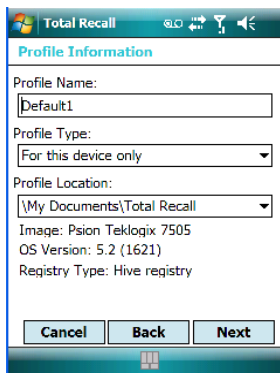 Total Recall
Profile Information
Profile Name:
Default1
Profile Type:
For this device only
Profile Location:
\My Documents\Total Recall
Image: Psion Teklogix 7505
OS Version: 5.2 (1621)
Registry Type: Hive registry
Cancel Back Next